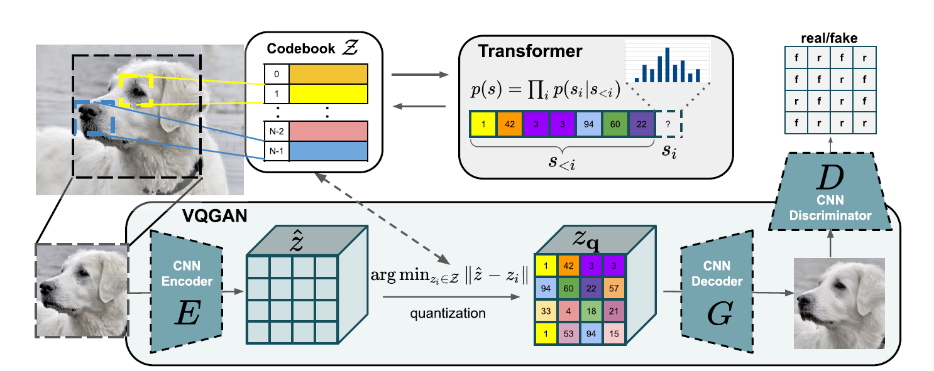 Codebook 𝒵
0
1
N-2
N-1
Transformer
p(s) = ∏ᵢ p(sᵢ|s<ᵢ)
1 42 3 3 94 60 22 ?
s<ᵢ
sᵢ
real/fake
f r f r
f f r r
r f r f
f f r r
D
CNN
Discriminator
VQGAN
CNN
Encoder
E
ẑ
arg min_{zᵢ∈𝒵} ‖ẑ − zᵢ‖
quantization
z_𝐪
1 42 3 3
94 60 22 57
33 4 18 21
1 53 94 15
CNN
Decoder
G